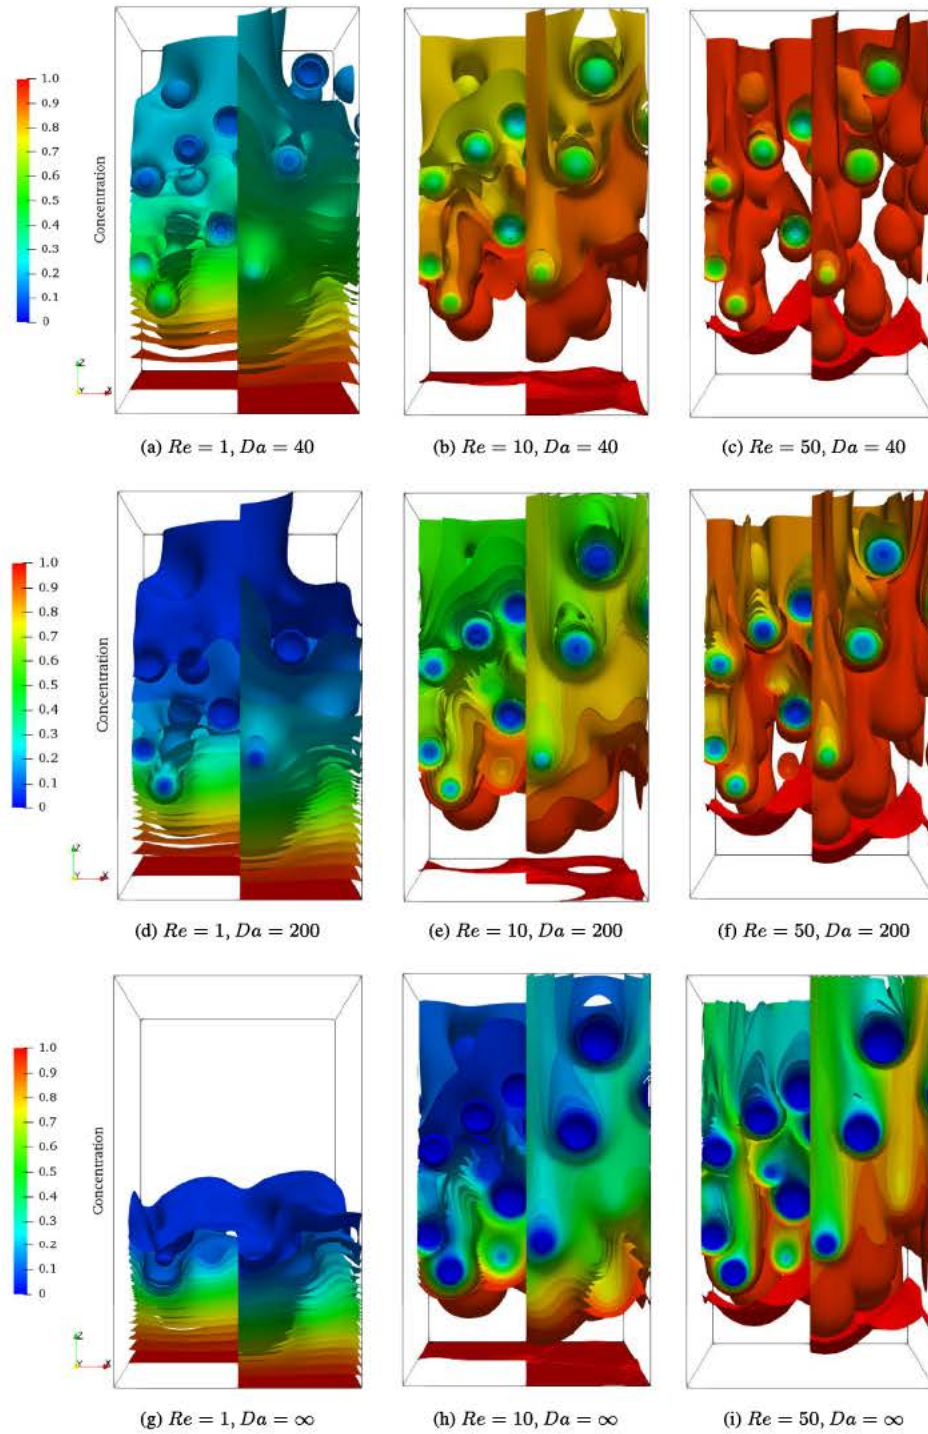 1.0
0.9
0.8
0.7
0.6
0.5
0.4
0.3
0.2
0.1
0
Concentration
Z
Y
X
(a) Re = 1, Da = 40
(b) Re = 10, Da = 40
(c) Re = 50, Da = 40
1.0
0.9
0.8
0.7
0.6
0.5
0.4
0.3
0.2
0.1
0
Concentration
Z
Y
X
(d) Re = 1, Da = 200
(e) Re = 10, Da = 200
(f) Re = 50, Da = 200
1.0
0.9
0.8
0.7
0.6
0.5
0.4
0.3
0.2
0.1
0
Concentration
Z
Y
X
(g) Re = 1, Da = ∞
(h) Re = 10, Da = ∞
(i) Re = 50, Da = ∞